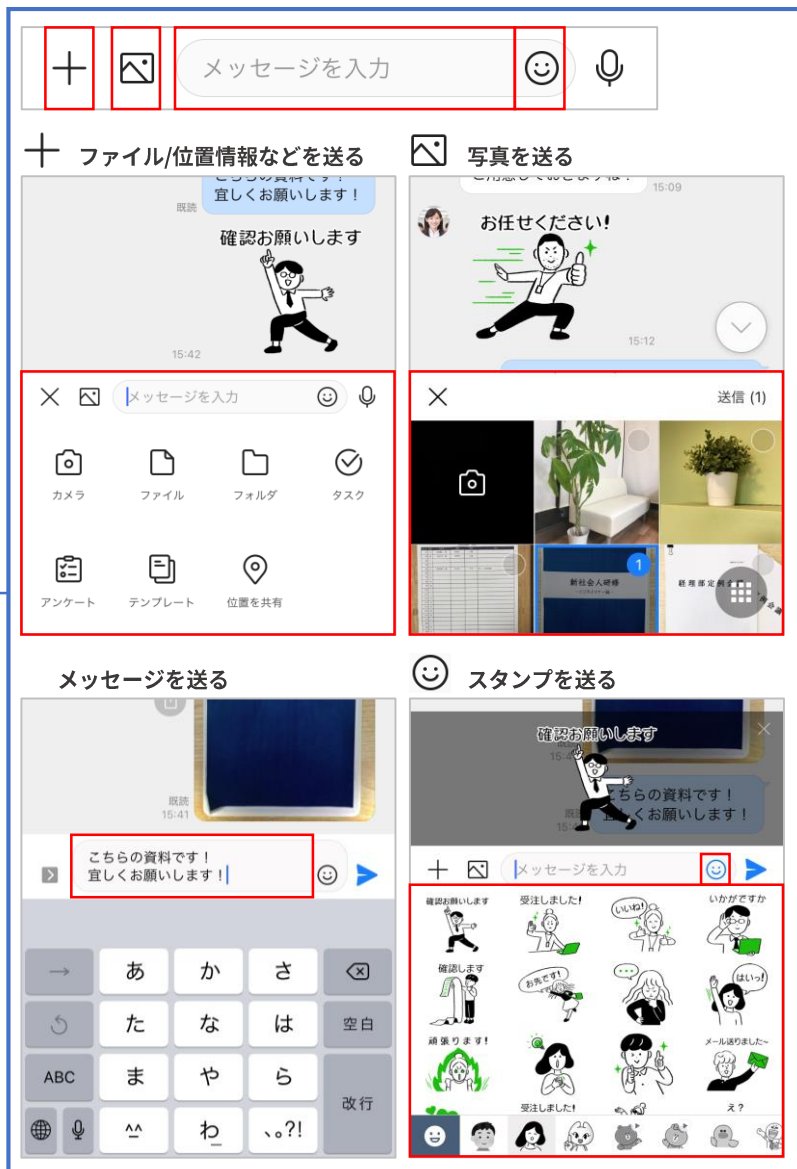 メッセージを入力
ファイル/位置情報などを送る
宜しくお願いします!
既読
確認お願いします
15:42
メッセージを入力
カメラ
ファイル
フォルダ
タスク
アンケート
テンプレート
位置を共有
写真を送る
15:09
お任せください!
15:12
送信 (1)
1
新社会人研修
経理部定例会議
メッセージを送る
既読
15:41
こちらの資料です!
宜しくお願いします!
→
あ
か
さ
た
な
は
空白
ABC
ま
や
ら
改行
^^
わ
、。?!
スタンプを送る
確認お願いします
こちらの資料です!
宜しくお願いします!
メッセージを入力
確認お願いします
受注しました!
いいね!
いかがですか
確認します
お先です!
...
はいっ!
頑張ります!
メール送りました~
受注しました!
え?